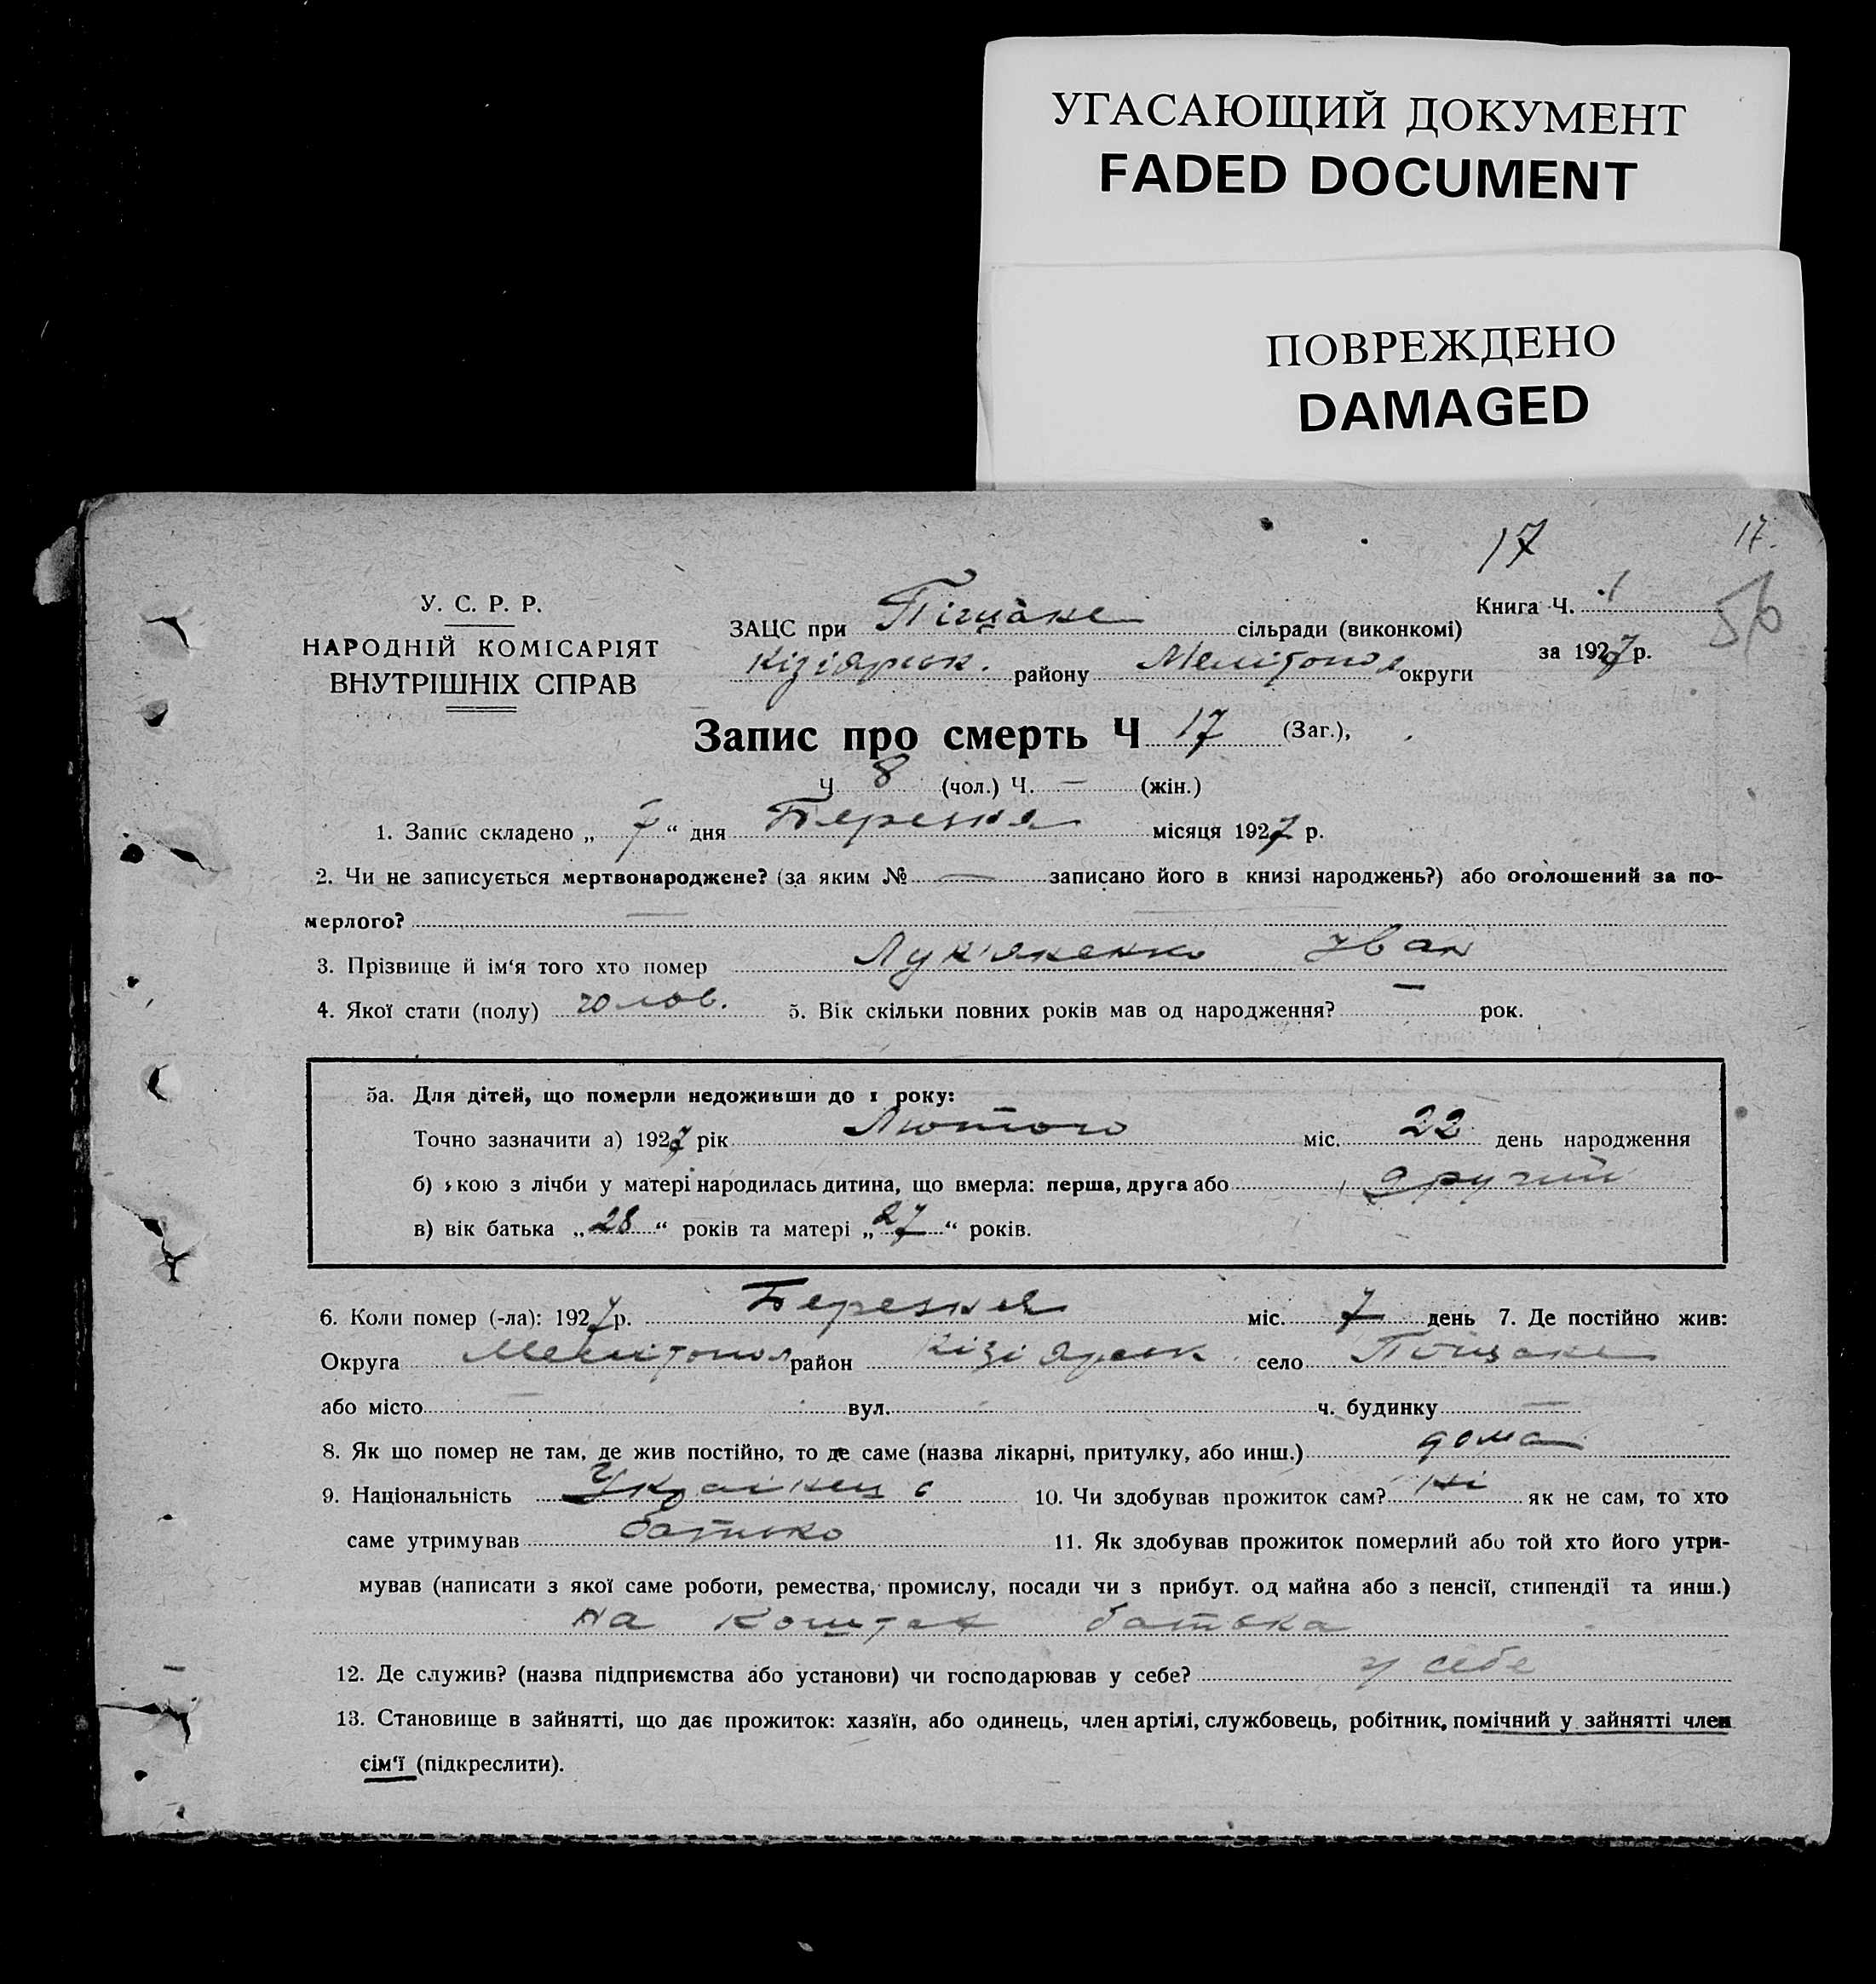 УГАСАЮЩИЙ ДОКУМЕНТ
FADED DOCUMENT
ПОВРЕЖДЕНО
DAMAGED
17 17.
56
У. С. Р. Р.
НАРОДНІЙ КОМІСАРІЯТ
ВНУТРІШНІХ СПРАВ
ЗАЦС при Піщане сільради (виконкомі)
Кізіярськ. району Мелітопол округи
Книга Ч. 1
за 1927 р.
Запис про смерть Ч 17 (Заг.),
Ч 8 (чол.) Ч. — (жін.)
1. Запис складено „ 7 “ дня Березня місяця 1927 р.
2. Чи не записується мертвонароджене? (за яким № — записано його в книзі народжень?) або оголошений за по-
мерлого? —
3. Прізвище й ім‘я того хто помер Лук'яненко Іван
4. Якої стати (полу) чолов. 5. Вік скільки повних років мав од народження? — рок.
5а. Для дітей, що померли недоживши до 1 року:
Точно зазначити а) 1927 рік Лютого міс. 22 день народження
б) якою з лічби у матері народилась дитина, що вмерла: перша, друга або другий
в) вік батька „ 28 “ років та матері „ 27 “ років.
6. Коли помер (-ла): 1927 р. Березня міс. 7 день 7. Де постійно жив:
Округа Мелітопол район Кізіярськ село Піщане
або місто — вул. ч. будинку —
8. Як що помер не там, де жив постійно, то де саме (назва лікарні, притулку, або инш.) дома
9. Національність Українець 10. Чи здобував прожиток сам? ні як не сам, то хто
саме утримував батько 11. Як здобував прожиток померлий або той хто його утри-
мував (написати з якої саме роботи, ремества, промислу, посади чи з прибут. од майна або з пенсії, стипендії та инш.)
на коштах батька
12. Де служив? (назва підприємства або установи) чи господарював у себе? у себе
13. Становище в зайнятті, що дає прожиток: хазяїн, або одинець, член артілі, службовець, робітник, помічний у зайнятті член
сім‘ї (підкреслити).